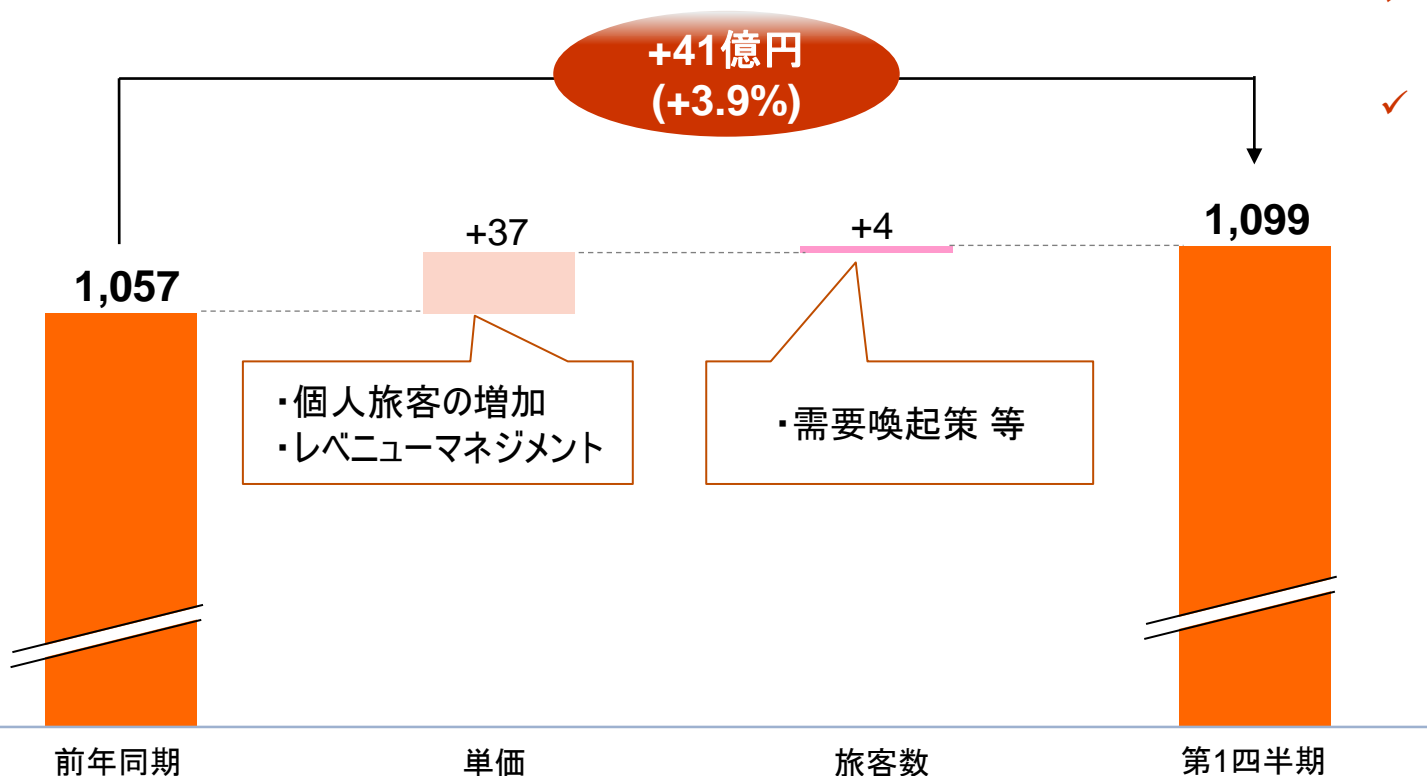 +41億円
(+3.9%)
✓
1,057
+37
+4
1,099
・個人旅客の増加
・レベニューマネジメント
・需要喚起策 等
前年同期
単価
旅客数
第1四半期